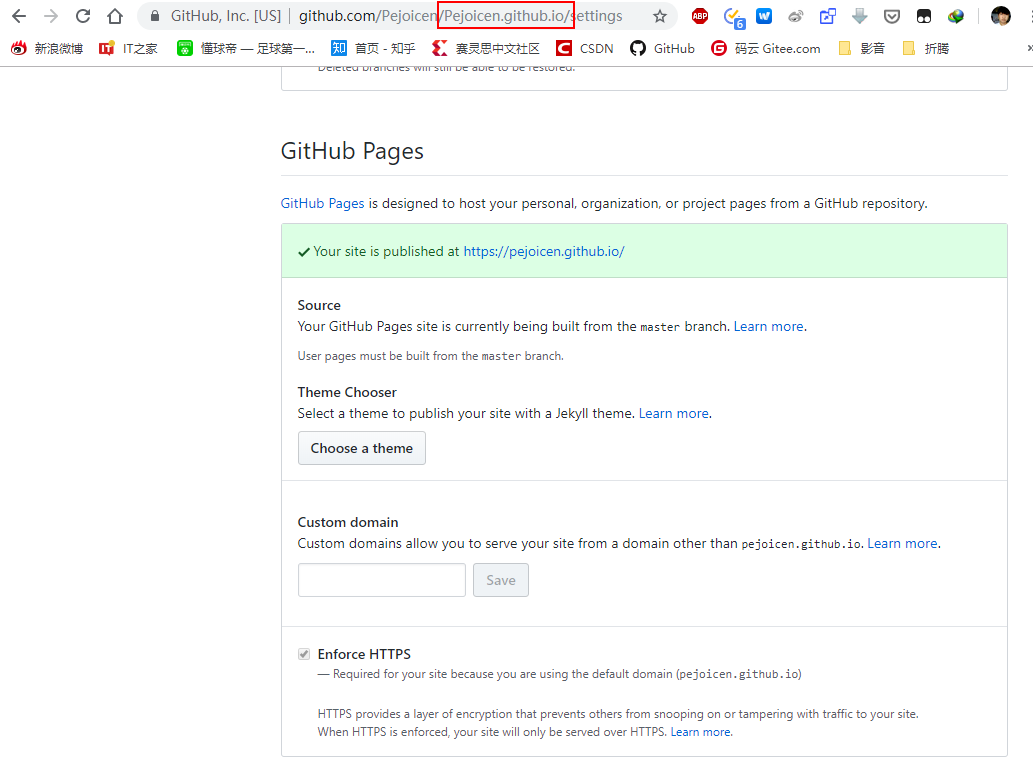 GitHub, Inc. [US] | github.com/Pejoicen/Pejoicen.github.io/settings
ABP
6
W
新浪微博 IT IT之家 懂球帝 — 足球第一... 知 首页 - 知乎 赛灵思中文社区 C CSDN GitHub G 码云 Gitee.com 影音 折腾 »
Deleted branches will still be able to be restored.
GitHub Pages
GitHub Pages is designed to host your personal, organization, or project pages from a GitHub repository.
Your site is published at https://pejoicen.github.io/
Source
Your GitHub Pages site is currently being built from the master branch. Learn more.
User pages must be built from the master branch.
Theme Chooser
Select a theme to publish your site with a Jekyll theme. Learn more.
Choose a theme
Custom domain
Custom domains allow you to serve your site from a domain other than pejoicen.github.io. Learn more.
Save
Enforce HTTPS
— Required for your site because you are using the default domain (pejoicen.github.io)
HTTPS provides a layer of encryption that prevents others from snooping on or tampering with traffic to your site.
When HTTPS is enforced, your site will only be served over HTTPS. Learn more.